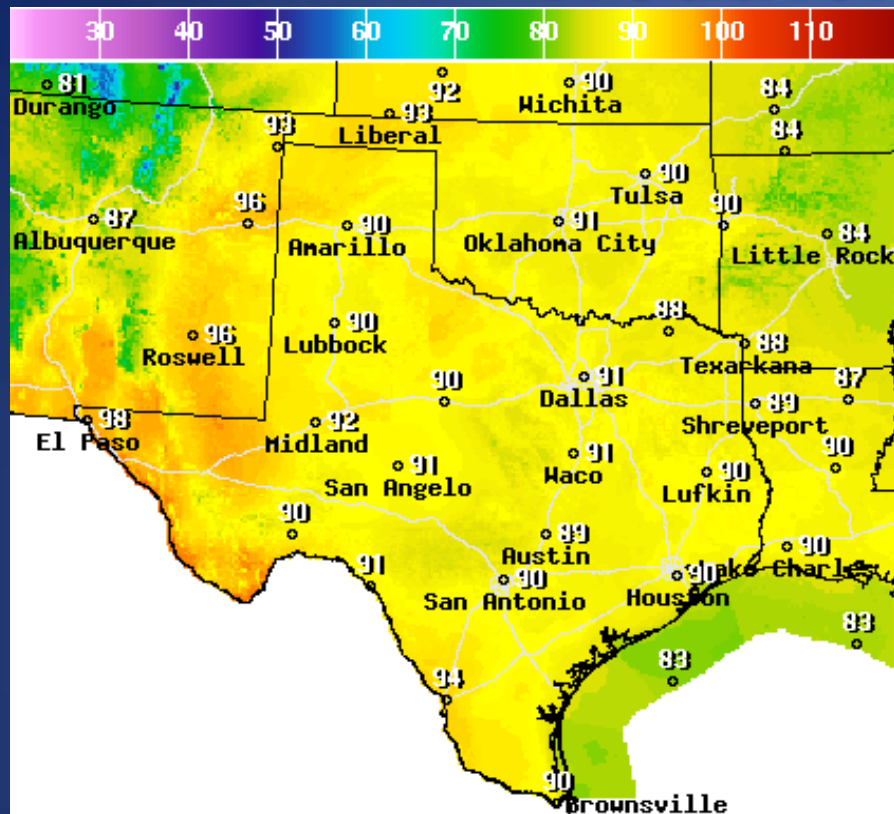 30 40 50 60 70 80 90 100 110
81
Durango
92
90
Wichita
84
93
Liberal
93
84
90
Tulsa
87
Albuquerque
96
90
Amarillo
91
Oklahoma City
90
84
Little Rock
96
Roswell
90
Lubbock
88
88
Texarkana
91
Dallas
90
89
Shreveport
87
98
El Paso
92
Midland
91
San Angelo
91
Waco
90
Lufkin
90
90
89
Austin
90
Lake Charles
91
90
San Antonio
90
Houston
83
83
94
90
Brownsville